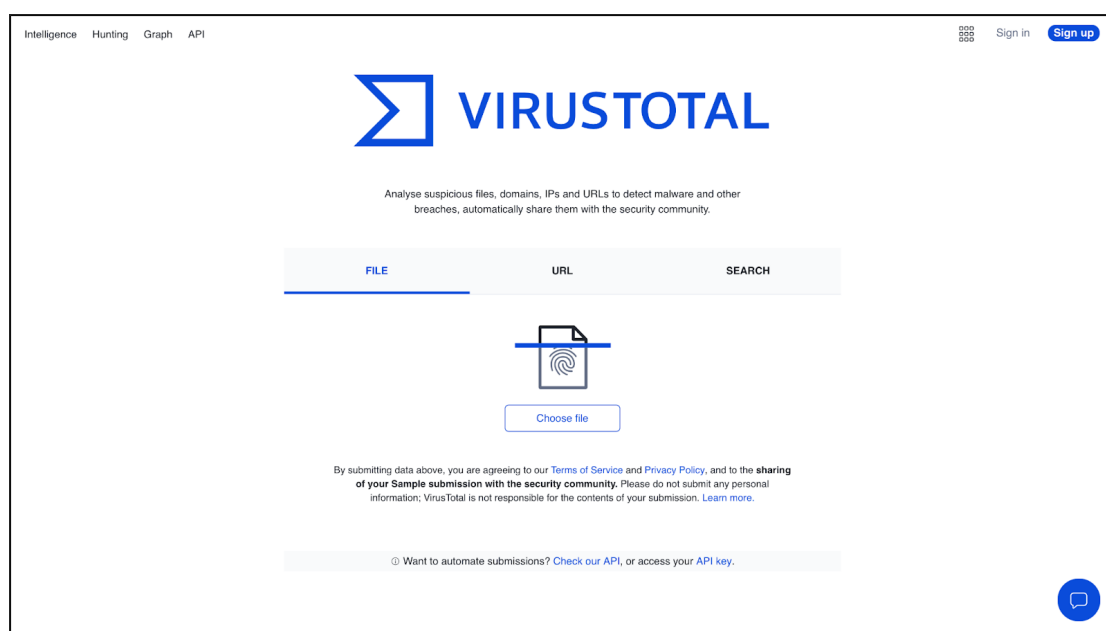 Intelligence Hunting Graph API
Sign in Sign up
VIRUSTOTAL
Analyse suspicious files, domains, IPs and URLs to detect malware and other
breaches, automatically share them with the security community.
FILE URL SEARCH
Choose file
By submitting data above, you are agreeing to our Terms of Service and Privacy Policy, and to the sharing
of your Sample submission with the security community. Please do not submit any personal
information; VirusTotal is not responsible for the contents of your submission. Learn more.
Want to automate submissions? Check our API, or access your API key.